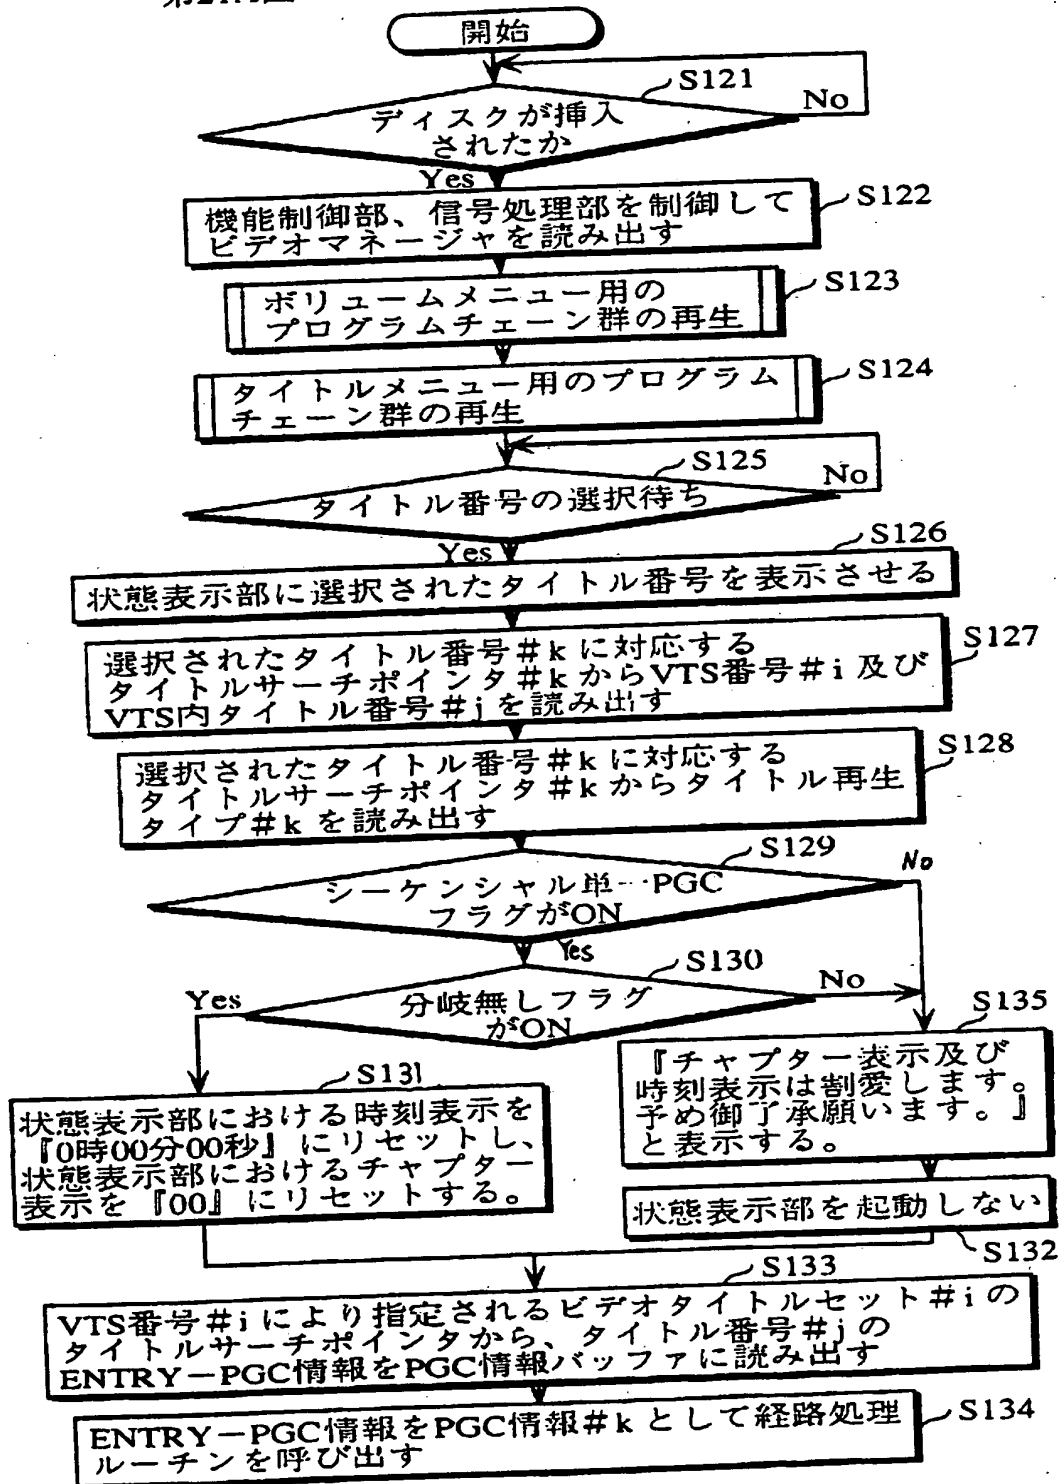 開始
S121
No
ディスクが挿入
されたか
Yes
S122
機能制御部、信号処理部を制御して
ビデオマネージャを読み出す
S123
ボリュームメニュー用の
プログラムチェーン群の再生
S124
タイトルメニュー用のプログラム
チェーン群の再生
S125
No
タイトル番号の選択待ち
Yes
S126
状態表示部に選択されたタイトル番号を表示させる
S127
選択されたタイトル番号#kに対応する
タイトルサーチポインタ#kからVTS番号#i及び
VTS内タイトル番号#jを読み出す
S128
選択されたタイトル番号#kに対応する
タイトルサーチポインタ#kからタイトル再生
タイプ#kを読み出す
S129
No
シーケンシャル単一PGC
フラグがON
Yes
S130
No
Yes
分岐無しフラグ
がON
S135
『チャプター表示及び
時刻表示は割愛します。
予め御了承願います。』
と表示する。
S131
状態表示部における時刻表示を
『0時00分00秒』にリセットし、
状態表示部におけるチャプター
表示を『00』にリセットする。
状態表示部を起動しない
S132
S133
VTS番号#iにより指定されるビデオタイトルセット#iの
タイトルサーチポインタから、タイトル番号#jの
ENTRY－PGC情報をPGC情報バッファに読み出す
S134
ENTRY－PGC情報をPGC情報#kとして経路処理
ルーチンを呼び出す